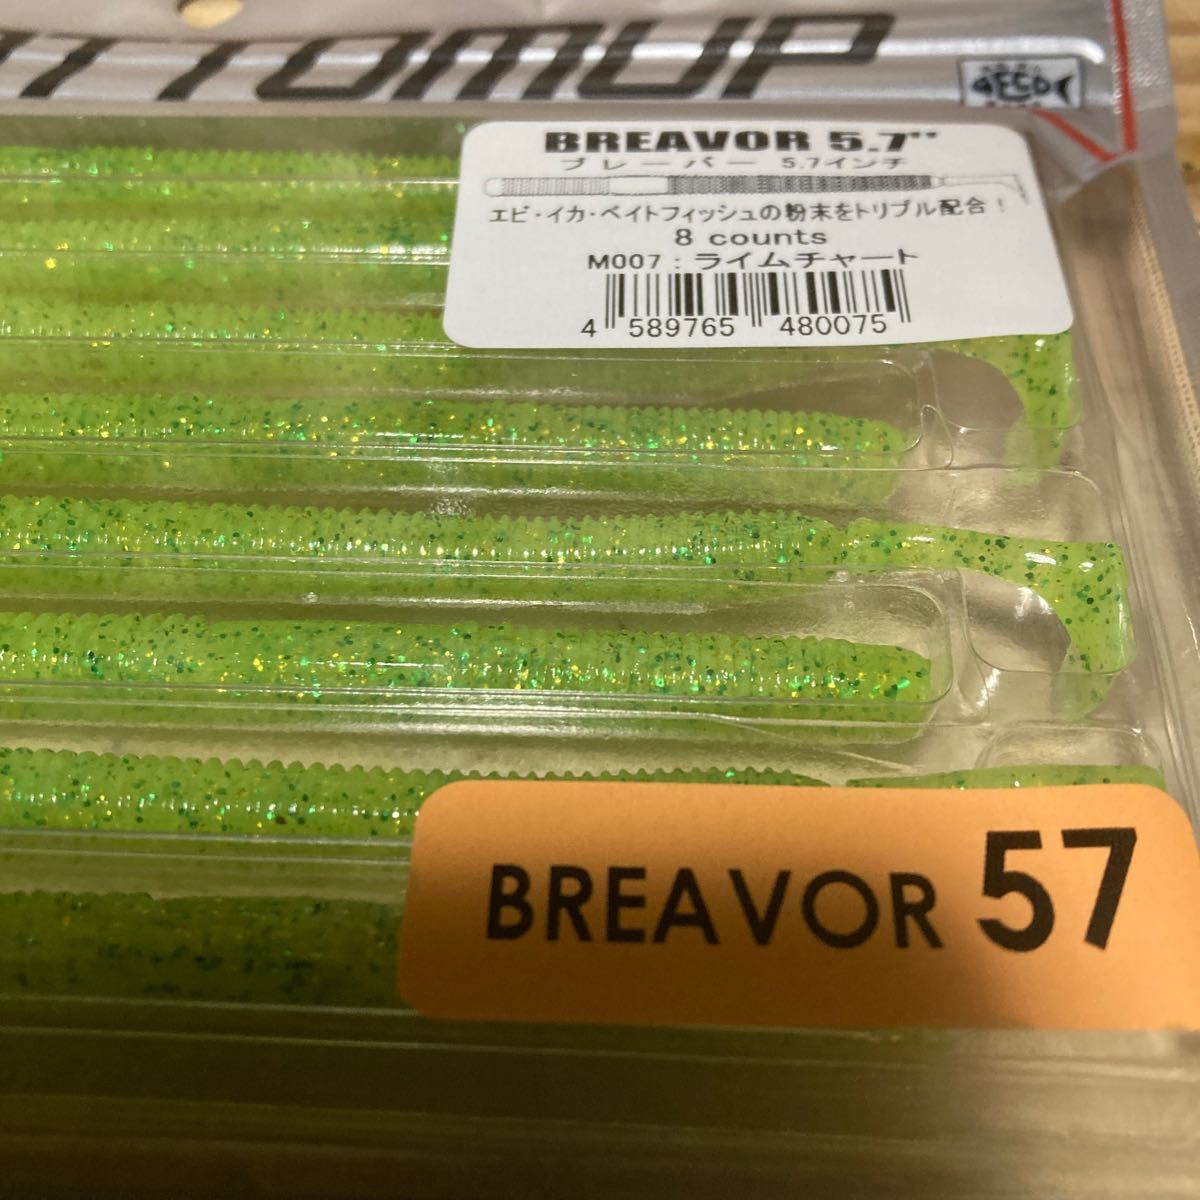 TTOMUP
BREAVOR 5.7"
ブレーバー 5.7インチ
エビ・イカ・ベイトフィッシュの粉末をトリプル配合！
8 counts
M007：ライムチャート
4 589765 480075
BREAVOR 57